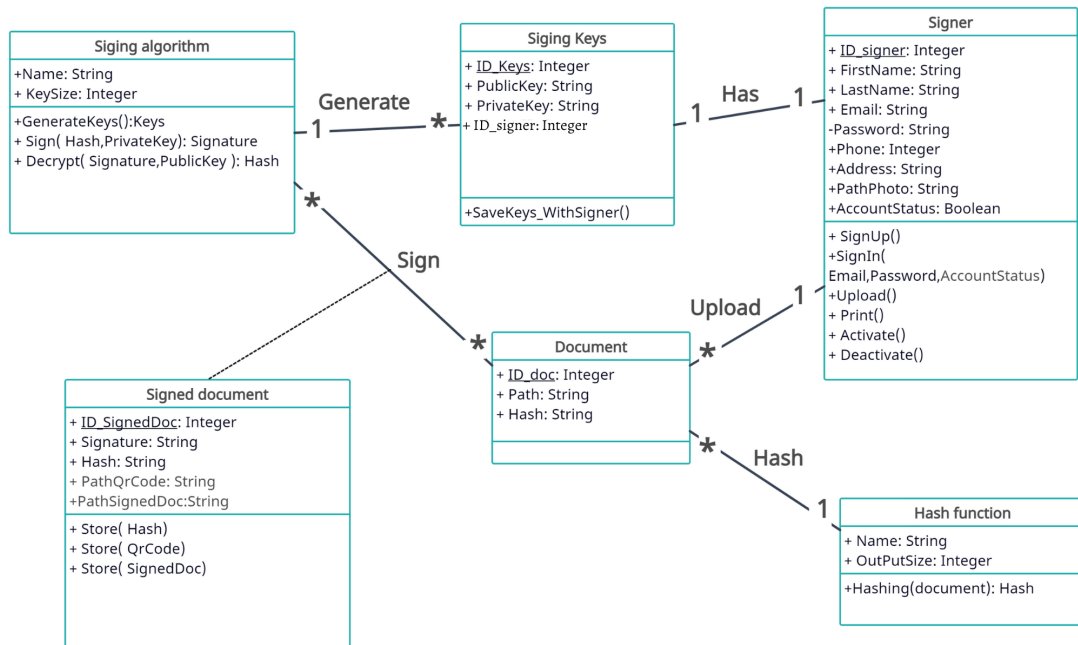 Siging algorithm
+Name: String
+ KeySize: Integer
+GenerateKeys():Keys
+ Sign( Hash,PrivateKey): Signature
+ Decrypt( Signature,PublicKey ): Hash
Generate
1
*
Siging Keys
+ ID_Keys: Integer
+ PublicKey: String
+ PrivateKey: String
+ ID_signer: Integer
+SaveKeys_WithSigner()
Has
1
1
Signer
+ ID_signer: Integer
+ FirstName: String
+ LastName: String
+ Email: String
-Password: String
+Phone: Integer
+Address: String
+PathPhoto: String
+AccountStatus: Boolean
+ SignUp()
+SignIn(
Email,Password,AccountStatus)
+Upload()
+ Print()
+ Activate()
+ Deactivate()
*
Sign
*
Upload
1
*
Document
+ ID_doc: Integer
+ Path: String
+ Hash: String
Signed document
+ ID_SignedDoc: Integer
+ Signature: String
+ Hash: String
+ PathQrCode: String
+PathSignedDoc:String
+ Store( Hash)
+ Store( QrCode)
+ Store( SignedDoc)
*
Hash
1
Hash function
+ Name: String
+ OutPutSize: Integer
+Hashing(document): Hash